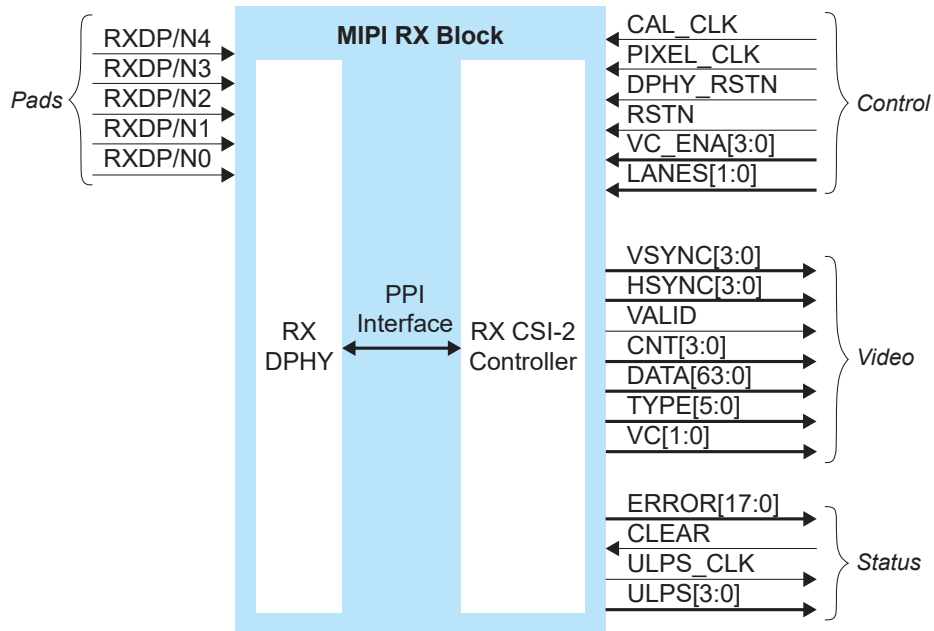 MIPI RX Block
RXDP/N4
RXDP/N3
RXDP/N2
RXDP/N1
RXDP/N0
Pads
RX
DPHY
PPI
Interface
RX CSI-2
Controller
CAL_CLK
PIXEL_CLK
DPHY_RSTN
RSTN
VC_ENA[3:0]
LANES[1:0]
Control
VSYNC[3:0]
HSYNC[3:0]
VALID
CNT[3:0]
DATA[63:0]
TYPE[5:0]
VC[1:0]
Video
ERROR[17:0]
CLEAR
ULPS_CLK
ULPS[3:0]
Status